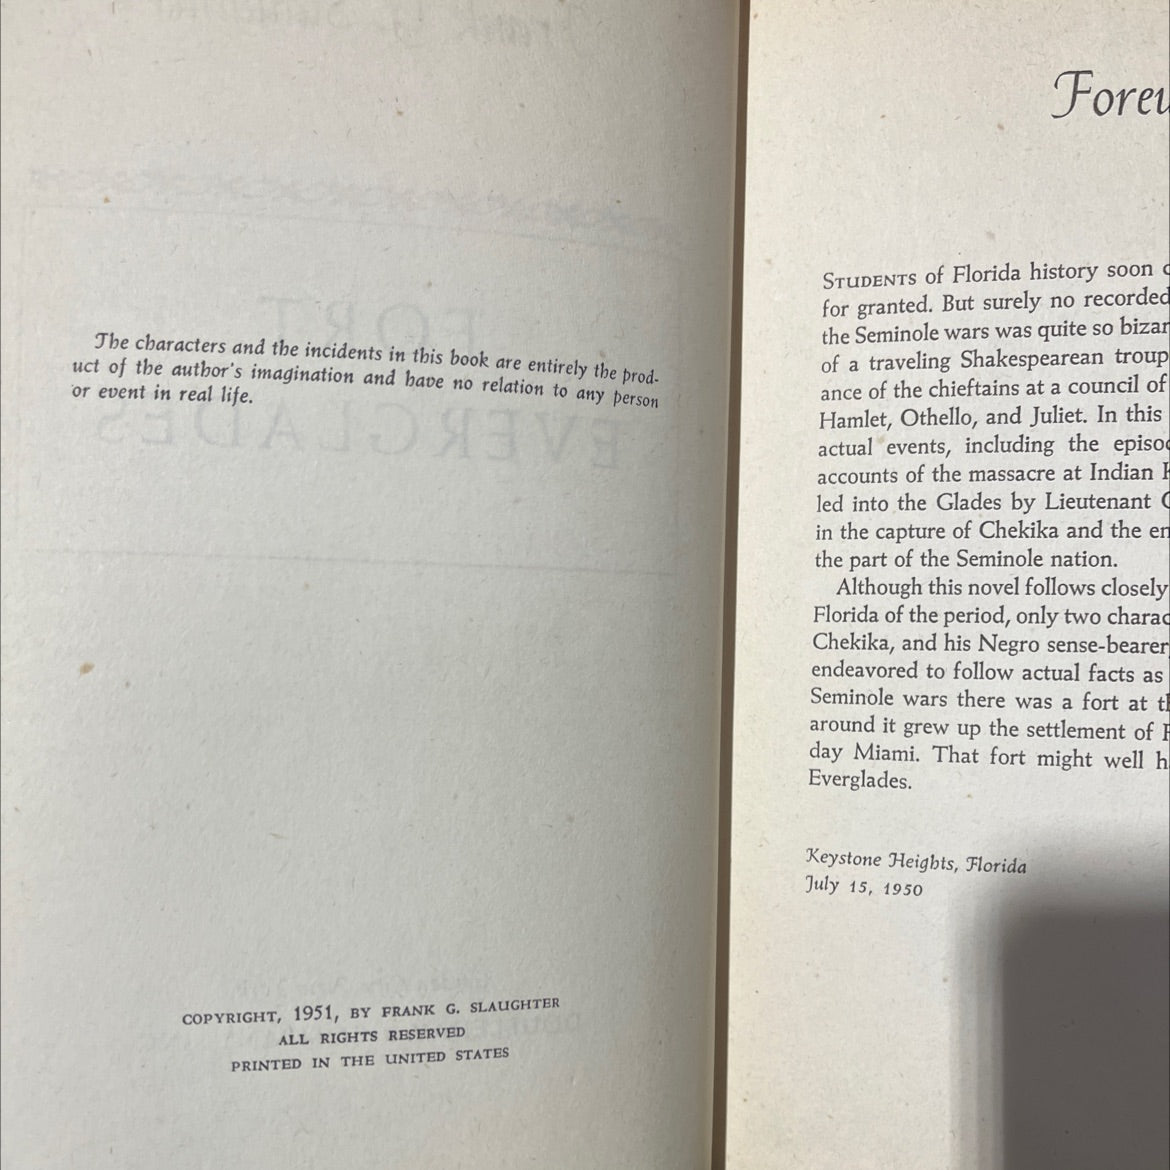 The characters and the incidents in this book are entirely the prod-
uct of the author's imagination and have no relation to any person
or event in real life.
COPYRIGHT, 1951, BY FRANK G. SLAUGHTER
ALL RIGHTS RESERVED
PRINTED IN THE UNITED STATES
FORT
EVERGLADES
STUDENTS of Florida history soon
for granted. But surely no recorded
the Seminole wars was quite so
of a traveling Shakespearean
ance of the chieftains at a council of
Hamlet, Othello, and Juliet. In this
actual events, including the
accounts of the massacre at Indian
led into the Glades by Lieutenant
in the capture of Chekika and the
the part of the Seminole nation.
Although this novel follows closely
Florida of the period, only two
Chekika, and his Negro sense-bearer
endeavored to follow actual facts as
Seminole wars there was a fort at
around it grew up the settlement of
day Miami. That fort might well
Everglades.
Keystone Heights, Florida
July 15, 1950